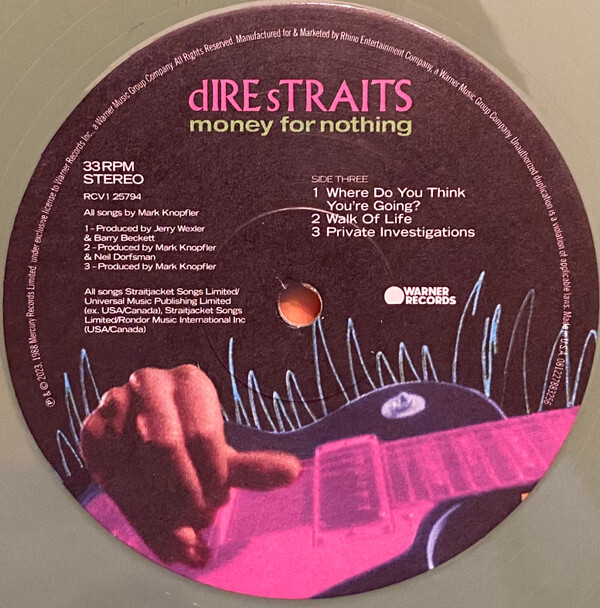 ℗ & © 2023, 1988 Mercury Records Limited, under exclusive license to Warner Records Inc., a Warner Music Group Company. All Rights Reserved. Manufactured for & Marketed by Rhino Entertainment Company, a Warner Music Group Company. Unauthorized duplication is a violation of applicable laws. Made in U.S.A. 081227883256
dIRE sTRAITS
money for nothing
33 RPM
STEREO
RCV1 25794
All songs by Mark Knopfler
1 - Produced by Jerry Wexler
& Barry Beckett
2 - Produced by Mark Knopfler
& Neil Dorfsman
3 - Produced by Mark Knopfler
All songs Straitjacket Songs Limited/
Universal Music Publishing Limited
(ex. USA/Canada), Straitjacket Songs
Limited/Rondor Music International Inc
(USA/Canada)
SIDE THREE
1 Where Do You Think
You're Going?
2 Walk Of Life
3 Private Investigations
WARNER
RECORDS